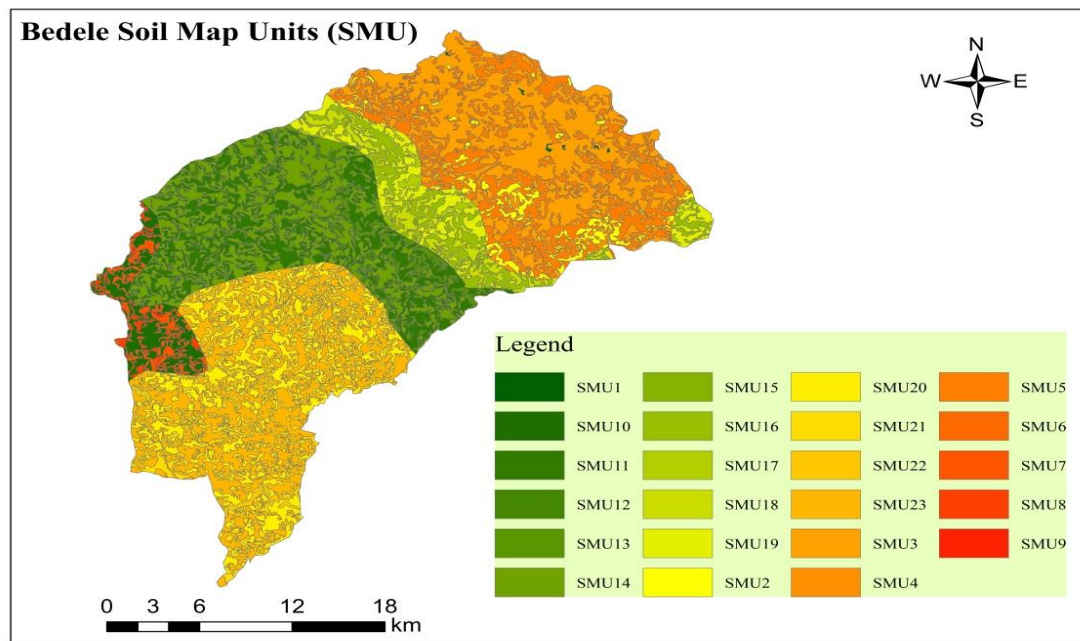 Bedele Soil Map Units (SMU)
N
W E
S
Legend
SMU1 SMU15 SMU20 SMU5
SMU10 SMU16 SMU21 SMU6
SMU11 SMU17 SMU22 SMU7
SMU12 SMU18 SMU23 SMU8
SMU13 SMU19 SMU3 SMU9
SMU14 SMU2 SMU4
0 3 6 12 18
km